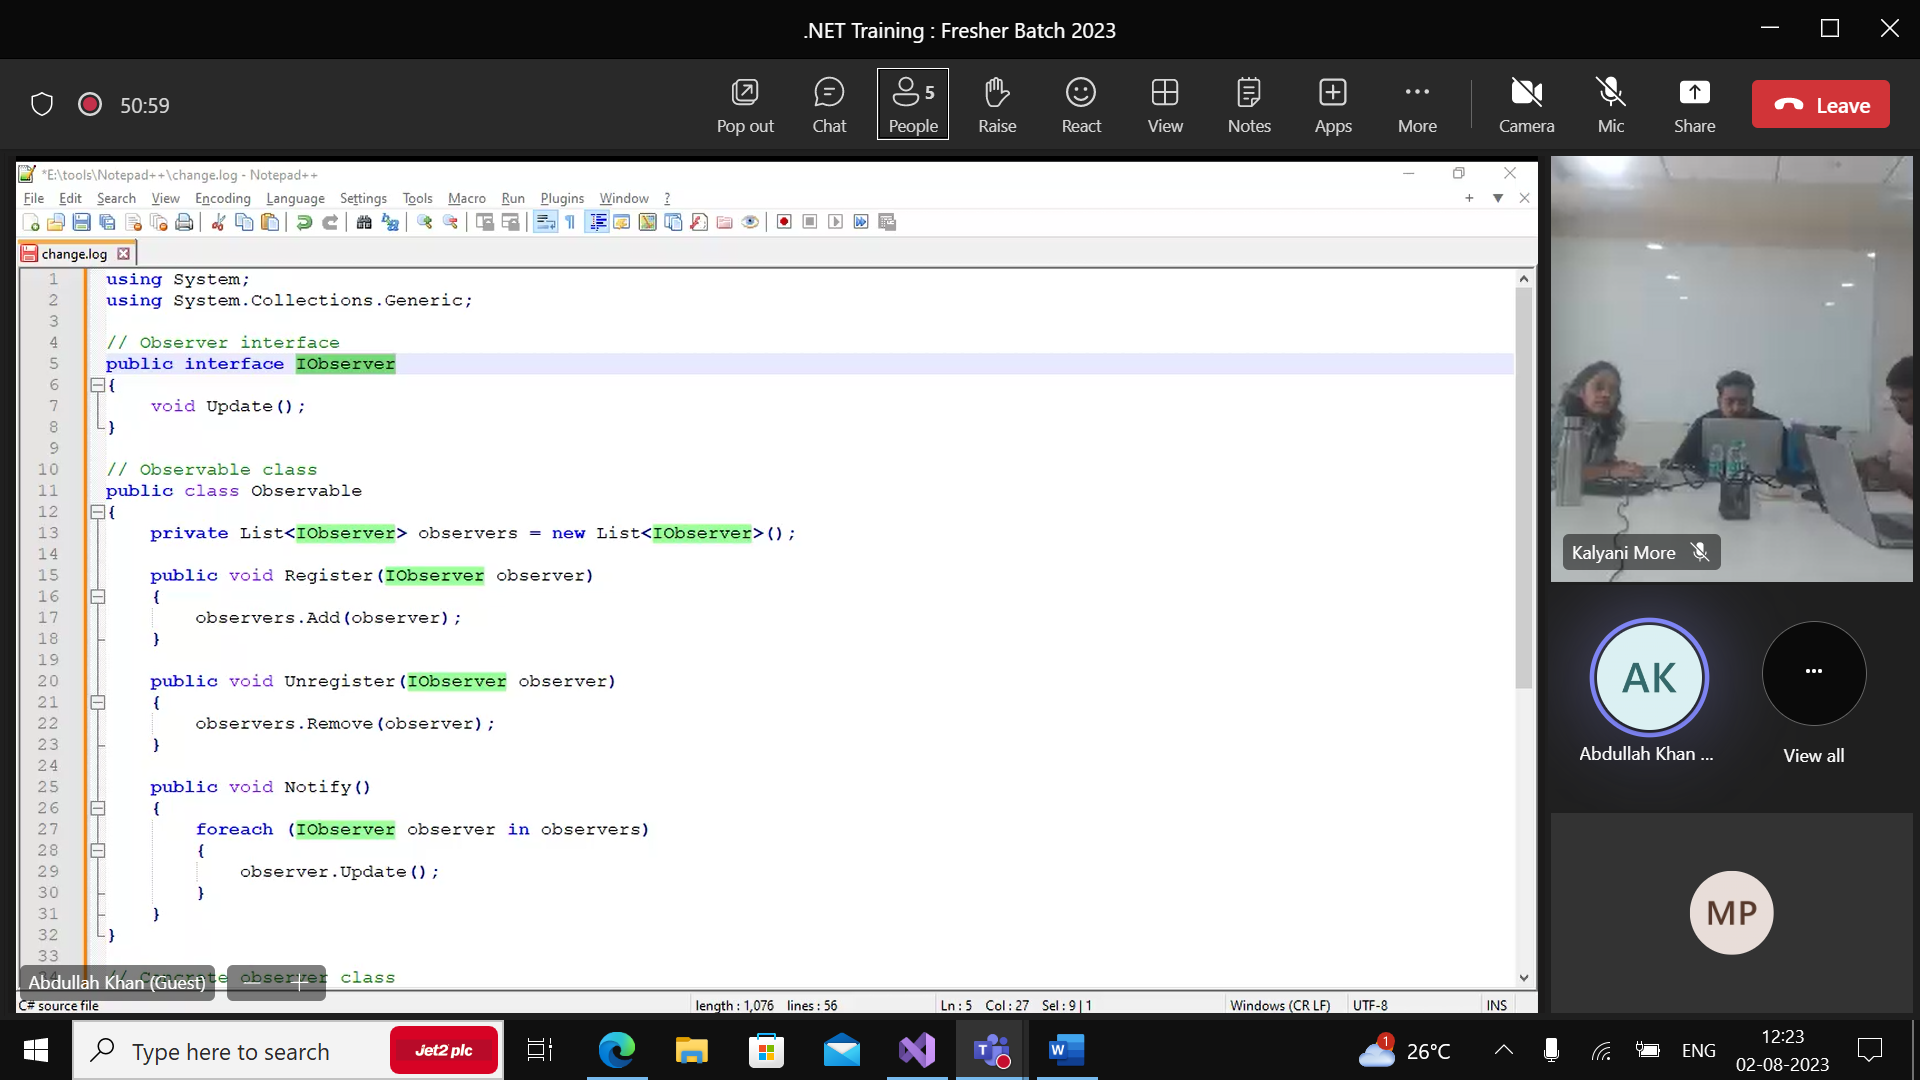 .NET Training : Fresher Batch 2023
50:59
Pop out
Chat
5
People
Raise
React
View
Notes
Apps
More
Camera
Mic
Share
Leave
*E:\tools\Notepad++\change.log - Notepad++
File Edit Search View Encoding Language Settings Tools Macro Run Plugins Window ?
change.log
1 using System;
2 using System.Collections.Generic;
3
4 // Observer interface
5 public interface IObserver
6 {
7 void Update();
8 }
9
10 // Observable class
11 public class Observable
12 {
13 private List<IObserver> observers = new List<IObserver>();
14
15 public void Register(IObserver observer)
16 {
17 observers.Add(observer);
18 }
19
20 public void Unregister(IObserver observer)
21 {
22 observers.Remove(observer);
23 }
24
25 public void Notify()
26 {
27 foreach (IObserver observer in observers)
28 {
29 observer.Update();
30 }
31 }
32 }
33
34 // Concrete observer class
Abdullah Khan (Guest)
C# source file
length : 1,076 lines : 56
Ln : 5 Col : 27 Sel : 9 | 1
Windows (CR LF)
UTF-8
INS
Kalyani More
AK
Abdullah Khan ...
View all
MP
Type here to search
Jet2 plc
1
26°C
ENG
12:23
02-08-2023